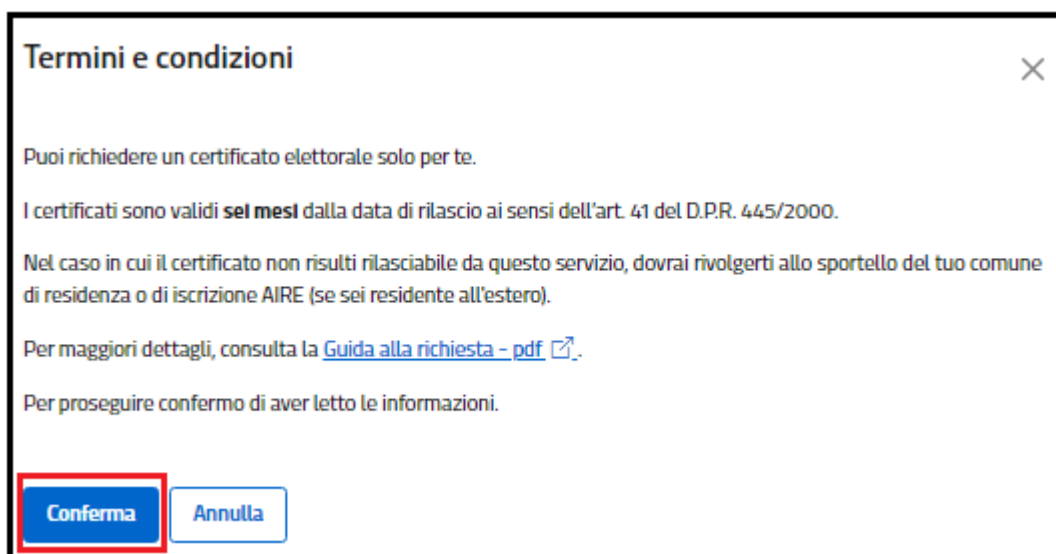 Termini e condizioni
Puoi richiedere un certificato elettorale solo per te.
I certificati sono validi sei mesi dalla data di rilascio ai sensi dell'art. 41 del D.P.R. 445/2000.
Nel caso in cui il certificato non risulti rilasciabile da questo servizio, dovrai rivolgerti allo sportello del tuo comune
di residenza o di iscrizione AIRE (se sei residente all'estero).
Per maggiori dettagli, consulta la Guida alla richiesta - pdf .
Per proseguire confermo di aver letto le informazioni.
Conferma Annulla